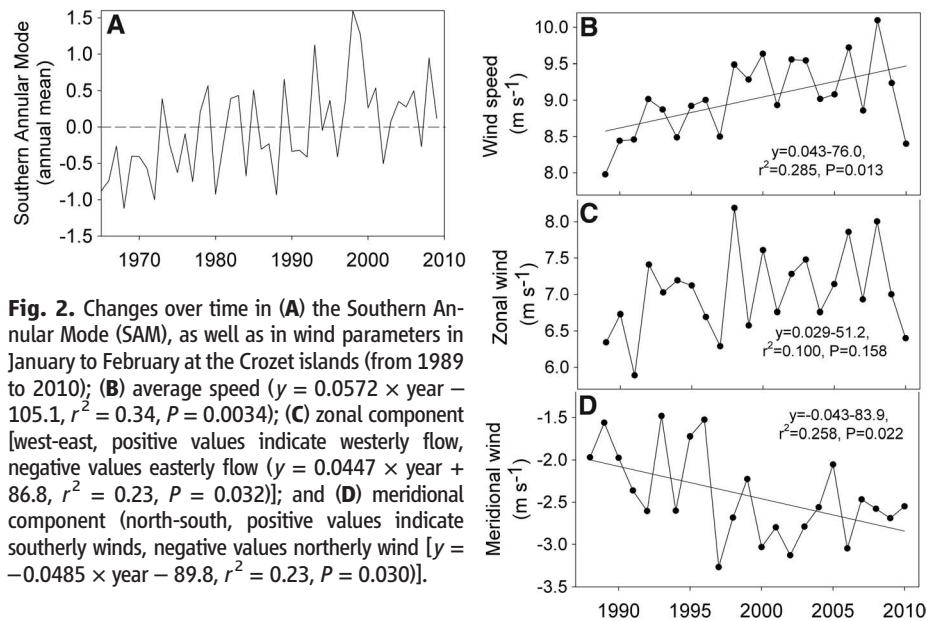 A
1.5
1.0
0.5
0.0
-0.5
-1.0
-1.5
Southern Annular Mode
(annual mean)
1970 1980 1990 2000 2010
Fig. 2. Changes over time in (A) the Southern An-
nular Mode (SAM), as well as in wind parameters in
January to February at the Crozet islands (from 1989
to 2010); (B) average speed (y = 0.0572 × year –
105.1, r² = 0.34, P = 0.0034); (C) zonal component
[west-east, positive values indicate westerly flow,
negative values easterly flow (y = 0.0447 × year +
86.8, r² = 0.23, P = 0.032)]; and (D) meridional
component (north-south, positive values indicate
southerly winds, negative values northerly wind [y =
−0.0485 × year – 89.8, r² = 0.23, P = 0.030)].
B
10.0
9.5
9.0
8.5
8.0
Wind speed
(m s⁻¹)
y=0.043-76.0,
r²=0.285, P=0.013
C
8.0
7.5
7.0
6.5
6.0
Zonal wind
(m s⁻¹)
y=0.029-51.2,
r²=0.100, P=0.158
D
-1.5
-2.0
-2.5
-3.0
-3.5
Meridional wind
(m s⁻¹)
y=-0.043-83.9,
r²=0.258, P=0.022
1990 1995 2000 2005 2010